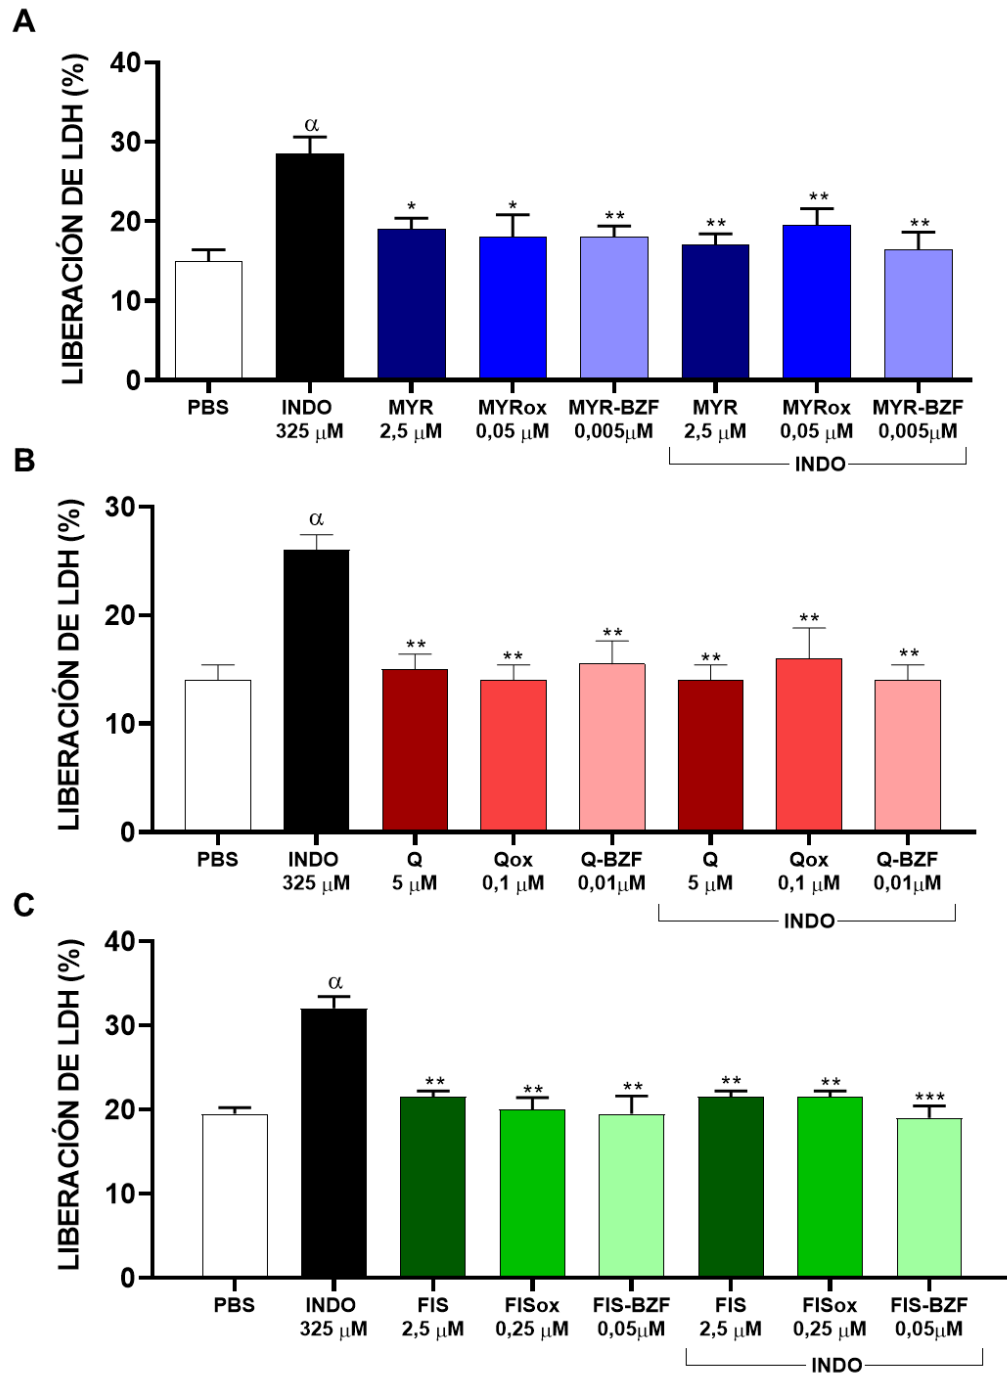 A
LIBERACIÓN DE LDH (%)
40
30
20
10
0
α
*
*
**
**
**
**
PBS INDO MYR MYRox MYR-BZF MYR MYRox MYR-BZF
325 μM 2,5 μM 0,05 μM 0,005μM 2,5 μM 0,05 μM 0,005μM
INDO
B
LIBERACIÓN DE LDH (%)
30
20
10
0
α
**
**
**
**
**
**
PBS INDO Q Qox Q-BZF Q Qox Q-BZF
325 μM 5 μM 0,1 μM 0,01μM 5 μM 0,1 μM 0,01μM
INDO
C
LIBERACIÓN DE LDH (%)
40
30
20
10
0
α
**
**
**
**
**
***
PBS INDO FIS FISox FIS-BZF FIS FISox FIS-BZF
325 μM 2,5 μM 0,25 μM 0,05μM 2,5 μM 0,25 μM 0,05μM
INDO